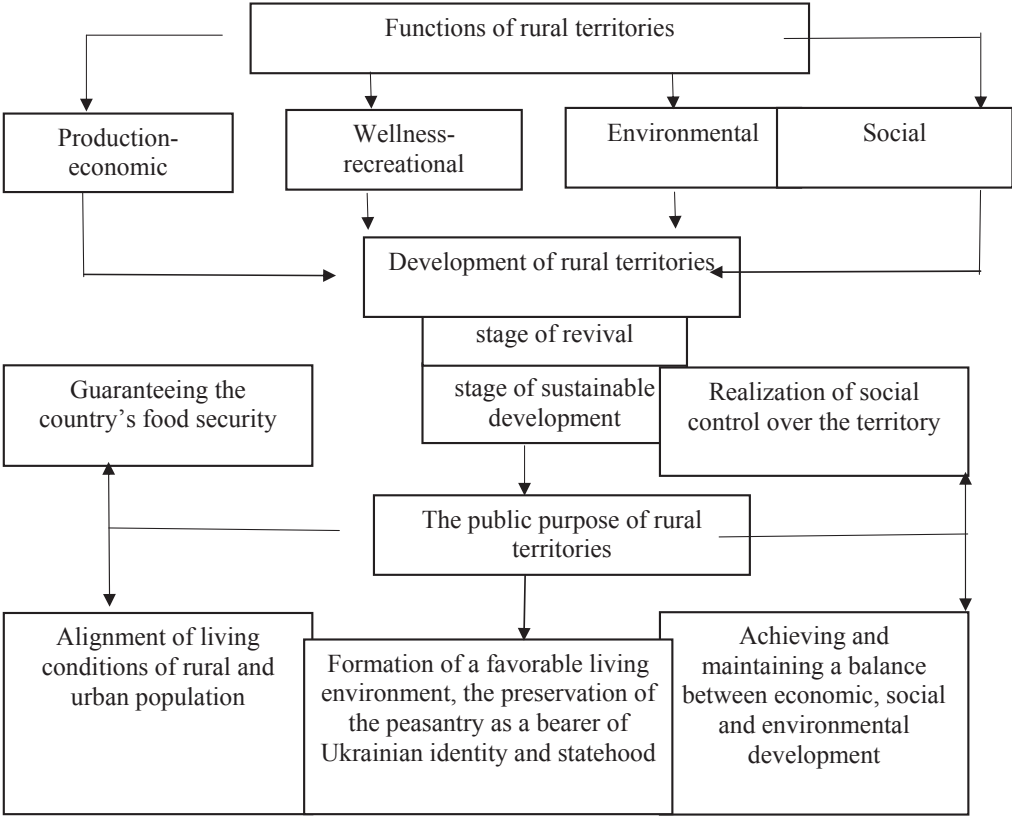 Functions of rural territories
Production-
economic
Wellness-
recreational
Environmental
Social
Development of rural territories
stage of revival
stage of sustainable
development
Guaranteeing the
country’s food security
Realization of social
control over the territory
The public purpose of rural
territories
Alignment of living
conditions of rural and
urban population
Formation of a favorable living
environment, the preservation of
the peasantry as a bearer of
Ukrainian identity and statehood
Achieving and
maintaining a balance
between economic, social
and environmental
development